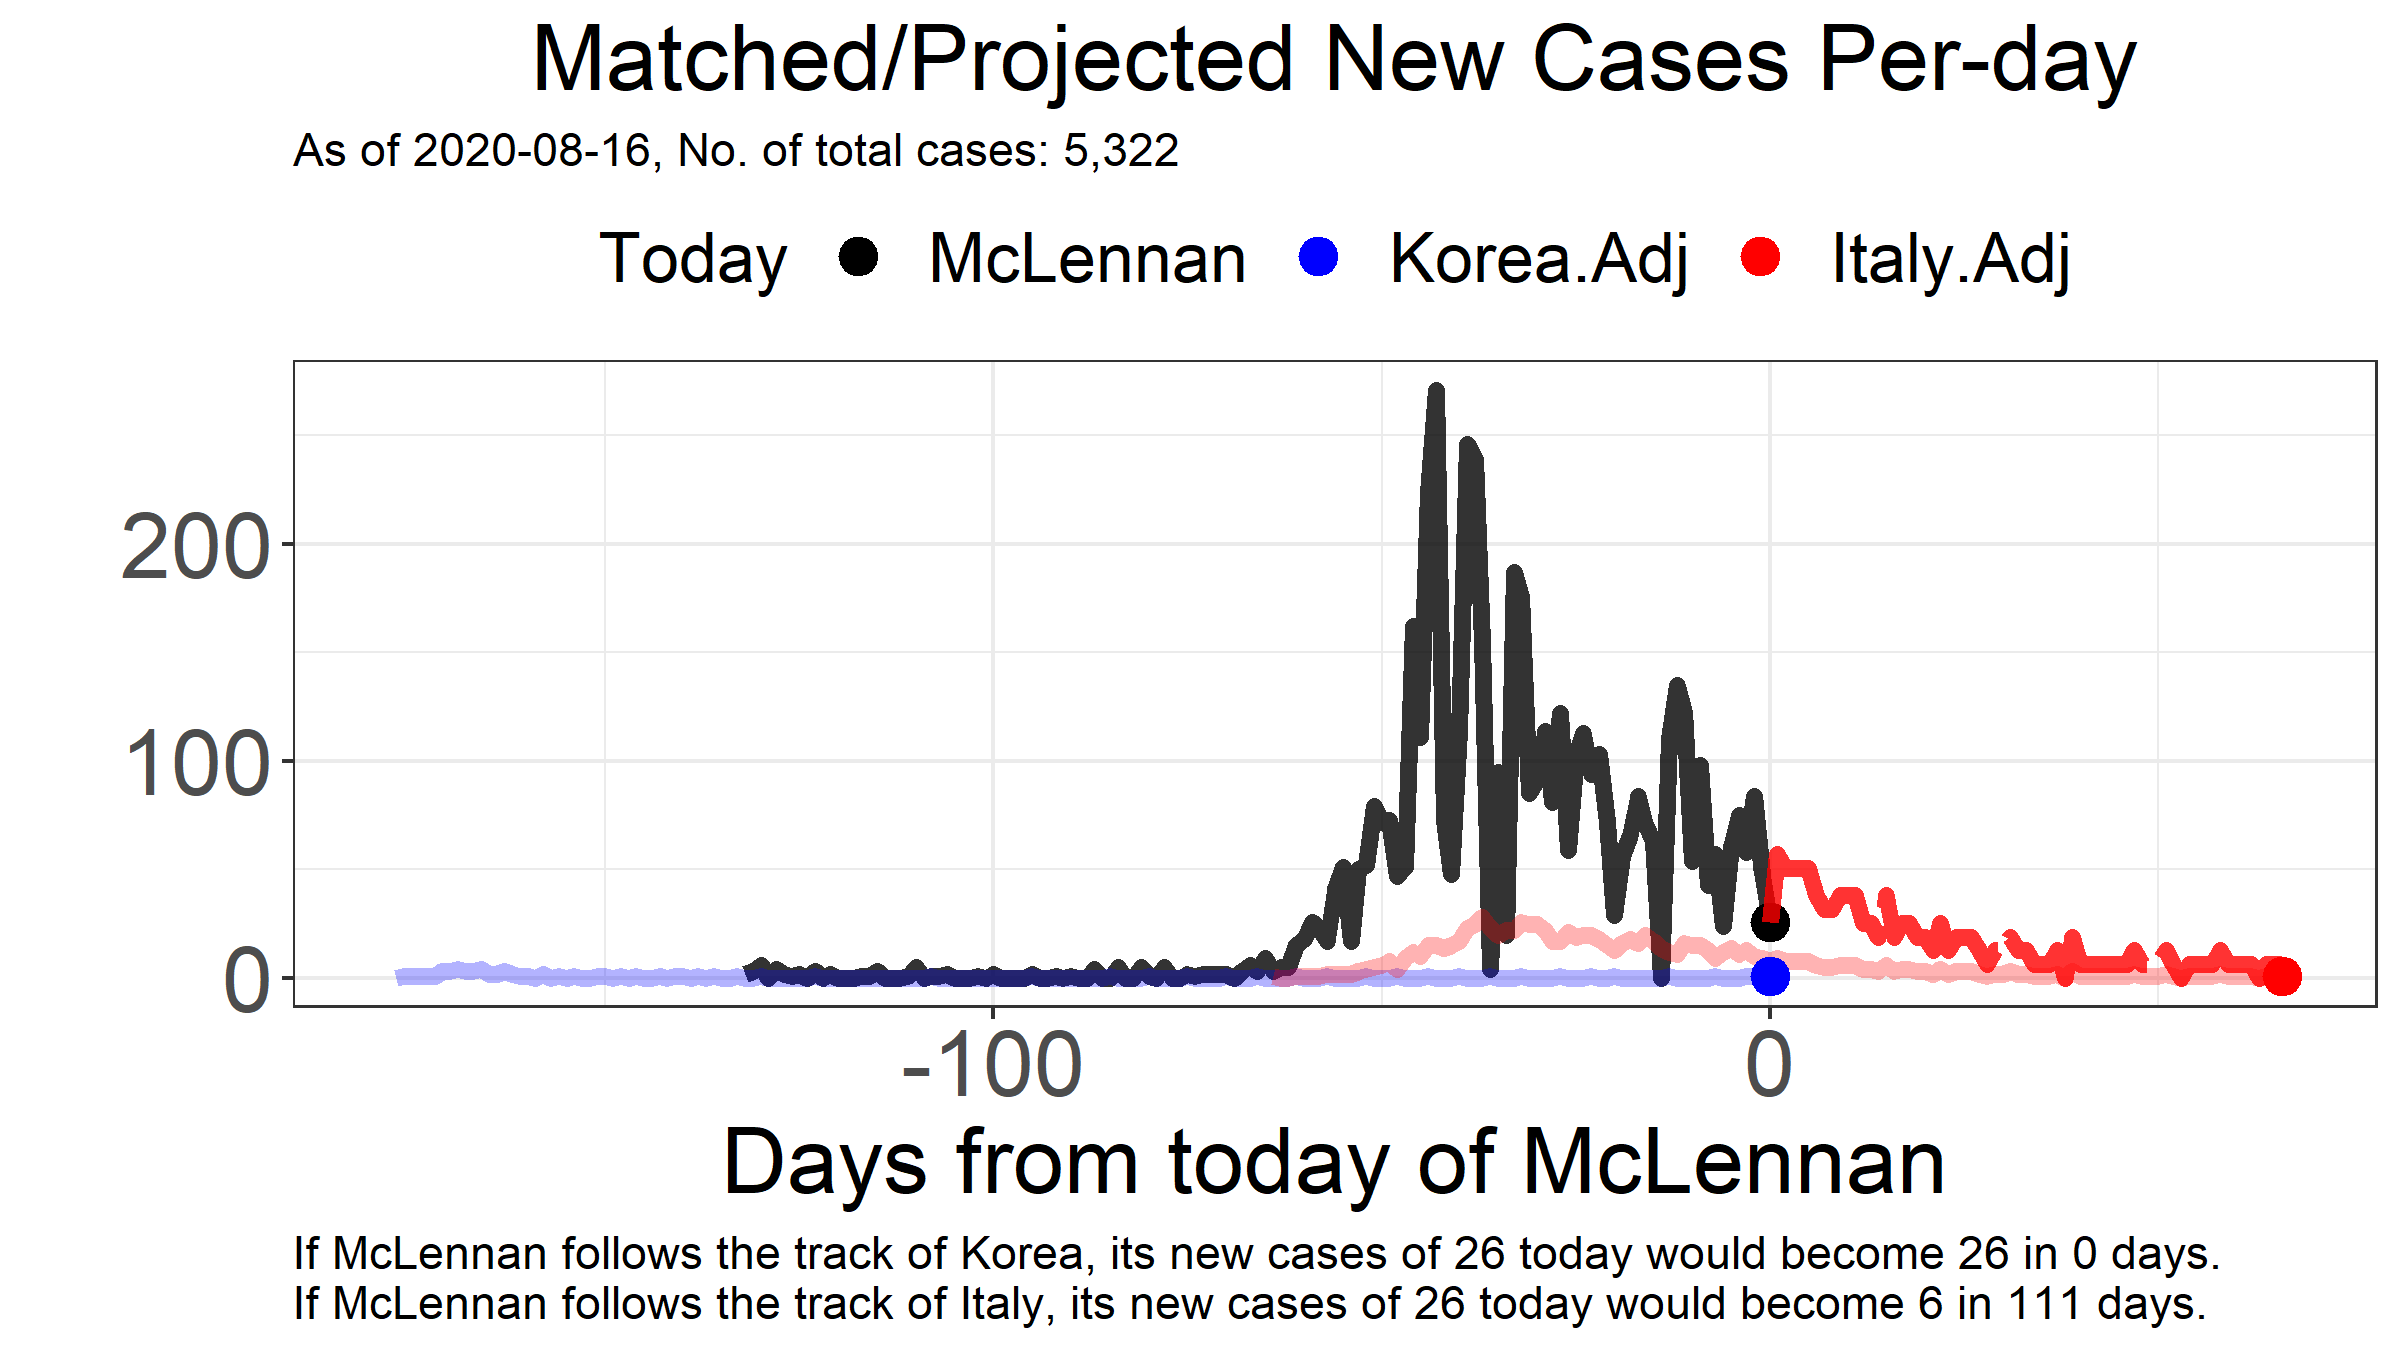 Matched/Projected New Cases Per-day
As of 2020-08-16, No. of total cases: 5,322
Today McLennan Korea.Adj Italy.Adj
200
100
0
-100 0
Days from today of McLennan
If McLennan follows the track of Korea, its new cases of 26 today would become 26 in 0 days.
If McLennan follows the track of Italy, its new cases of 26 today would become 6 in 111 days.